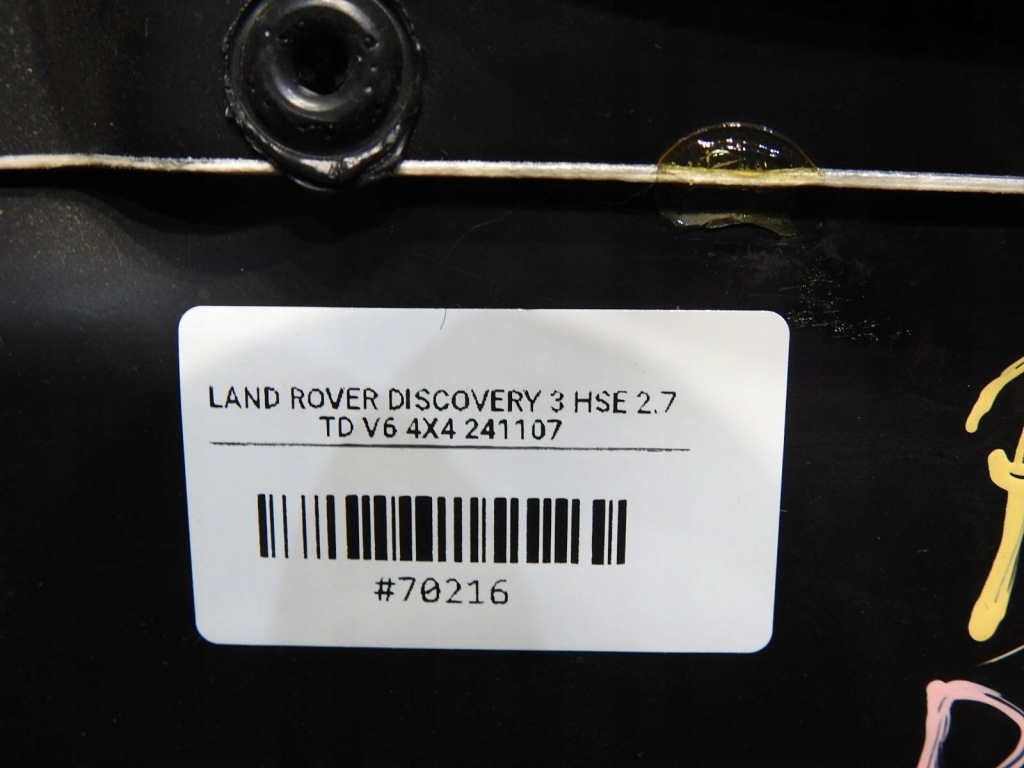 LAND ROVER DISCOVERY 3 HSE 2.7
TD V6 4X4 241107
#70216